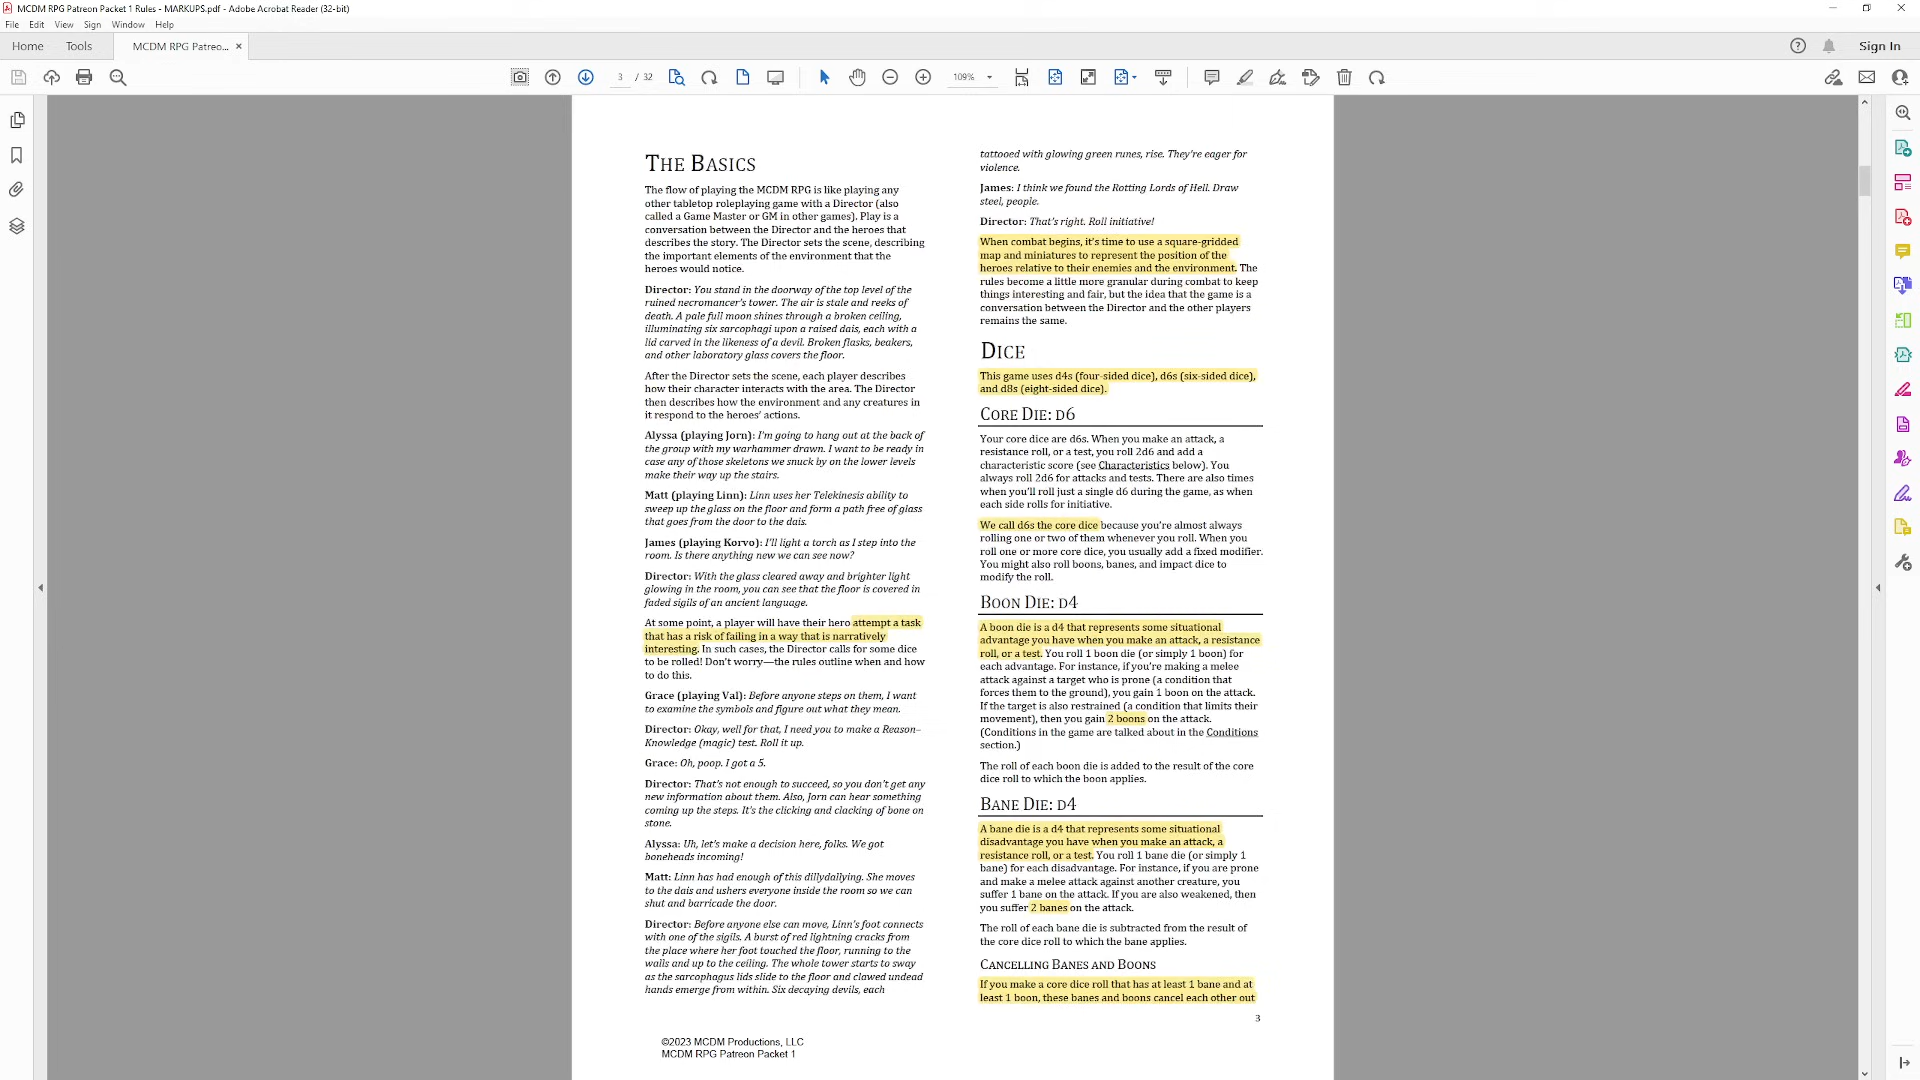 MCDM RPG Patreon Packet 1 Rules - MARKUPS.pdf - Adobe Acrobat Reader (32-bit)
File Edit View Sign Window Help
Home Tools MCDM RPG Patreo... × Sign In
3 / 32 109%
THE BASICS
The flow of playing the MCDM RPG is like playing any
other tabletop roleplaying game with a Director (also
called a Game Master or GM in other games). Play is a
conversation between the Director and the heroes that
describes the story. The Director sets the scene, describing
the important elements of the environment that the
heroes would notice.
Director: You stand in the doorway of the top level of the
ruined necromancer's tower. The air is stale and reeks of
death. A pale full moon shines through a broken ceiling,
illuminating six sarcophagi upon a raised dais, each with a
lid carved in the likeness of a devil. Broken flasks, beakers,
and other laboratory glass covers the floor.
After the Director sets the scene, each player describes
how their character interacts with the area. The Director
then describes how the environment and any creatures in
it respond to the heroes' actions.
Alyssa (playing Jorn): I'm going to hang out at the back of
the group with my warhammer drawn. I want to be ready in
case any of those skeletons we snuck by on the lower levels
make their way up the stairs.
Matt (playing Linn): Linn uses her Telekinesis ability to
sweep up the glass on the floor and form a path free of glass
that goes from the door to the dais.
James (playing Korvo): I'll light a torch as I step into the
room. Is there anything new we can see now?
Director: With the glass cleared away and brighter light
glowing in the room, you can see that the floor is covered in
faded sigils of an ancient language.
At some point, a player will have their hero attempt a task
that has a risk of failing in a way that is narratively
interesting. In such cases, the Director calls for some dice
to be rolled! Don't worry—the rules outline when and how
to do this.
Grace (playing Val): Before anyone steps on them, I want
to examine the symbols and figure out what they mean.
Director: Okay, well for that, I need you to make a Reason–
Knowledge (magic) test. Roll it up.
Grace: Oh, poop. I got a 5.
Director: That's not enough to succeed, so you don't get any
new information about them. Also, Jorn can hear something
coming up the steps. It's the clicking and clacking of bone on
stone.
Alyssa: Uh, let's make a decision here, folks. We got
boneheads incoming!
Matt: Linn has had enough of this dillydallying. She moves
to the dais and ushers everyone inside the room so we can
shut and barricade the door.
Director: Before anyone else can move, Linn's foot connects
with one of the sigils. A burst of red lightning cracks from
the place where her foot touched the floor, running to the
walls and up to the ceiling. The whole tower starts to sway
as the sarcophagus lids slide to the floor and clawed undead
hands emerge from within. Six decaying devils, each
tattooed with glowing green runes, rise. They're eager for
violence.
James: I think we found the Rotting Lords of Hell. Draw
steel, people.
Director: That's right. Roll initiative!
When combat begins, it's time to use a square-gridded
map and miniatures to represent the position of the
heroes relative to their enemies and the environment. The
rules become a little more granular during combat to keep
things interesting and fair, but the idea that the game is a
conversation between the Director and the other players
remains the same.
DICE
This game uses d4s (four-sided dice), d6s (six-sided dice),
and d8s (eight-sided dice).
CORE DIE: D6
Your core dice are d6s. When you make an attack, a
resistance roll, or a test, you roll 2d6 and add a
characteristic score (see Characteristics below). You
always roll 2d6 for attacks and tests. There are also times
when you'll roll just a single d6 during the game, as when
each side rolls for initiative.
We call d6s the core dice because you're almost always
rolling one or two of them whenever you roll. When you
roll one or more core dice, you usually add a fixed modifier.
You might also roll boons, banes, and impact dice to
modify the roll.
BOON DIE: D4
A boon die is a d4 that represents some situational
advantage you have when you make an attack, a resistance
roll, or a test. You roll 1 boon die (or simply 1 boon) for
each advantage. For instance, if you're making a melee
attack against a target who is prone (a condition that
forces them to the ground), you gain 1 boon on the attack.
If the target is also restrained (a condition that limits their
movement), then you gain 2 boons on the attack.
(Conditions in the game are talked about in the Conditions
section.)
The roll of each boon die is added to the result of the core
dice roll to which the boon applies.
BANE DIE: D4
A bane die is a d4 that represents some situational
disadvantage you have when you make an attack, a
resistance roll, or a test. You roll 1 bane die (or simply 1
bane) for each disadvantage. For instance, if you are prone
and make a melee attack against another creature, you
suffer 1 bane on the attack. If you are also weakened, then
you suffer 2 banes on the attack.
The roll of each bane die is subtracted from the result of
the core dice roll to which the bane applies.
CANCELLING BANES AND BOONS
If you make a core dice roll that has at least 1 bane and at
least 1 boon, these banes and boons cancel each other out
3
©2023 MCDM Productions, LLC
MCDM RPG Patreon Packet 1